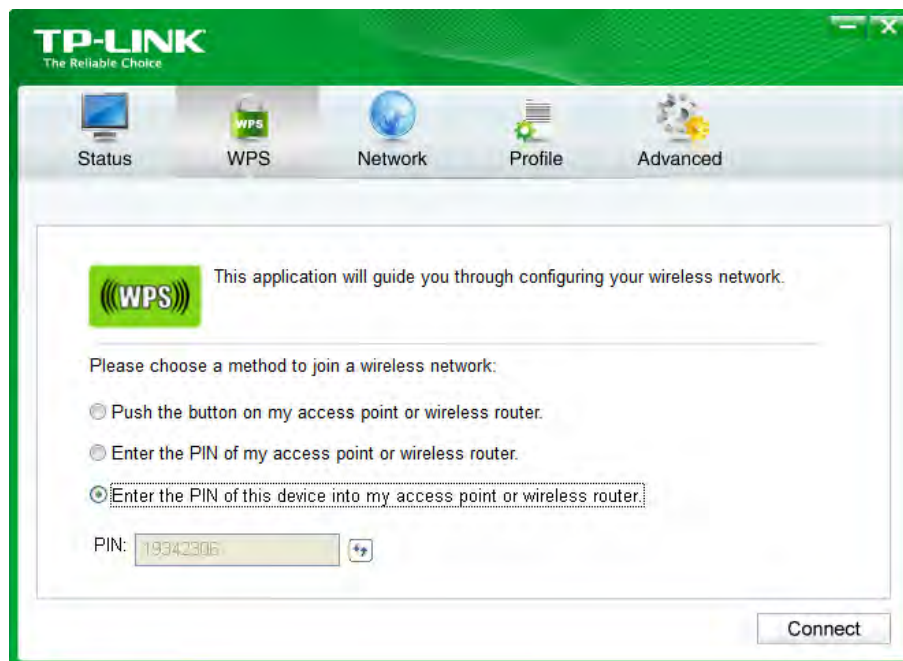 TP-LINK
The Reliable Choice
Status WPS Network Profile Advanced
WPS
This application will guide you through configuring your wireless network.
WPS
Please choose a method to join a wireless network:
Push the button on my access point or wireless router.
Enter the PIN of my access point or wireless router.
Enter the PIN of this device into my access point or wireless router.
PIN: 19342306
Connect